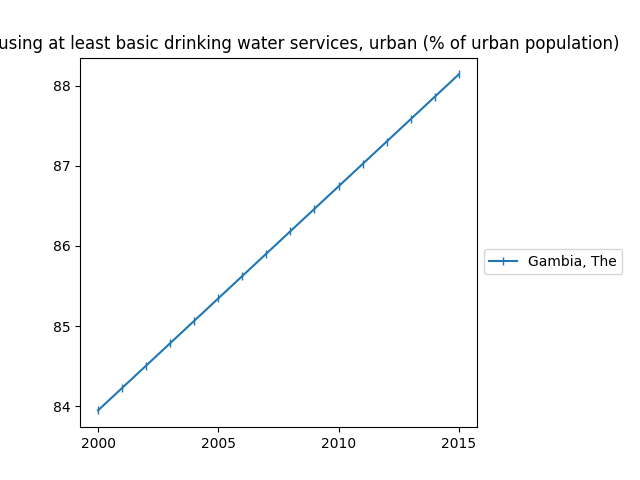 using at least basic drinking water services, urban (% of urban population)
88
87
86
85
84
2000 2005 2010 2015
Gambia, The